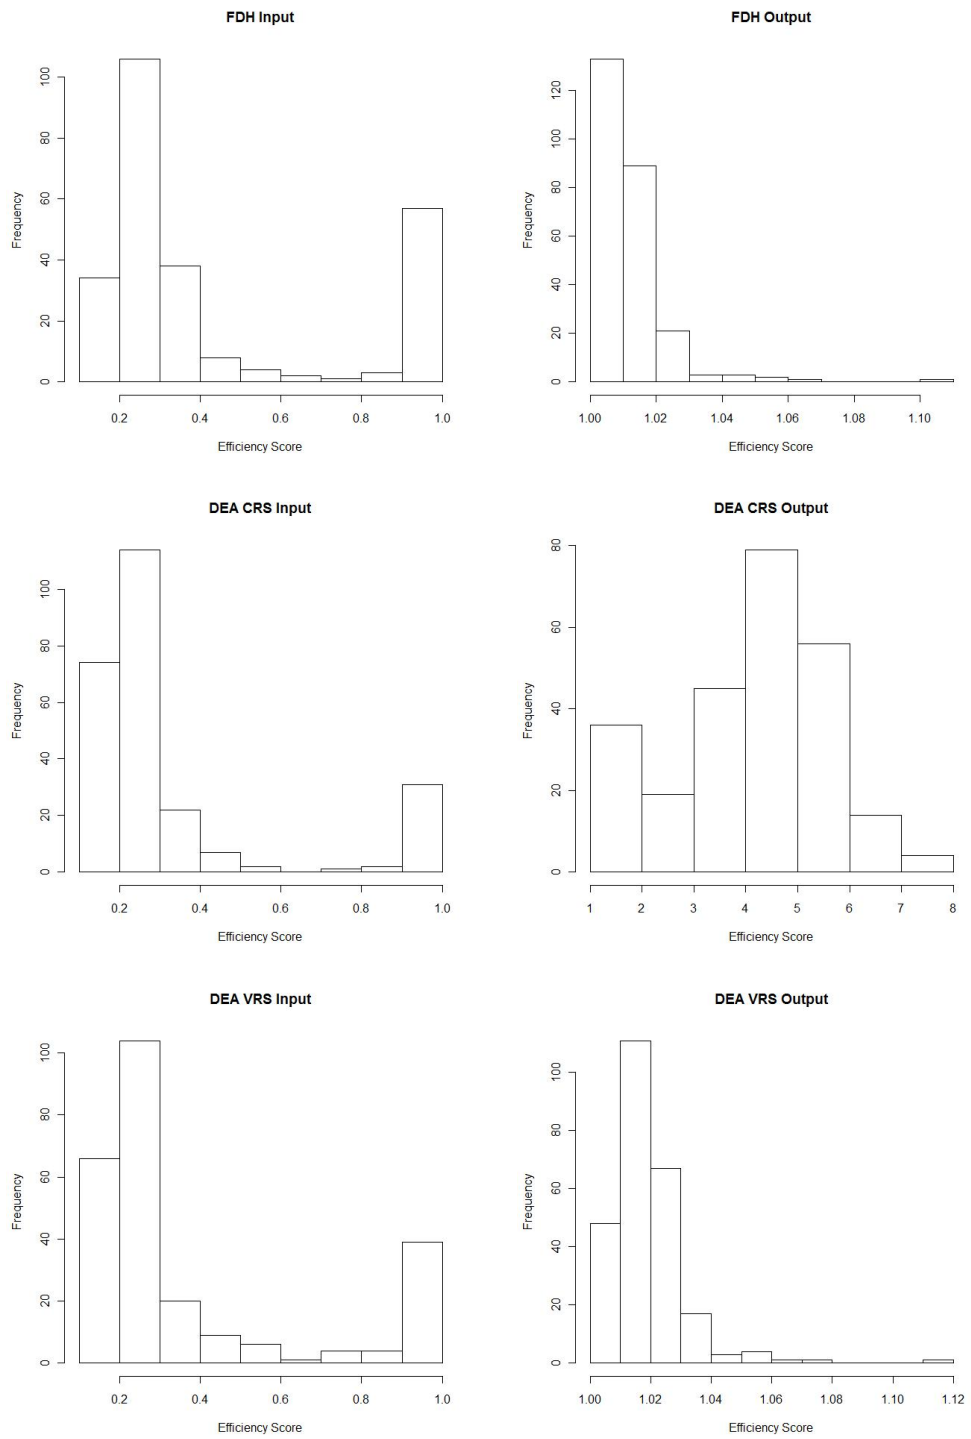 FDH Input
Frequency
0 20 40 60 80 100
0.2 0.4 0.6 0.8 1.0
Efficiency Score
FDH Output
Frequency
0 20 40 60 80 100 120
1.00 1.02 1.04 1.06 1.08 1.10
Efficiency Score
DEA CRS Input
Frequency
0 20 40 60 80 100
0.2 0.4 0.6 0.8 1.0
Efficiency Score
DEA CRS Output
Frequency
0 20 40 60 80
1 2 3 4 5 6 7 8
Efficiency Score
DEA VRS Input
Frequency
0 20 40 60 80 100
0.2 0.4 0.6 0.8 1.0
Efficiency Score
DEA VRS Output
Frequency
0 20 40 60 80 100
1.00 1.02 1.04 1.06 1.08 1.10 1.12
Efficiency Score